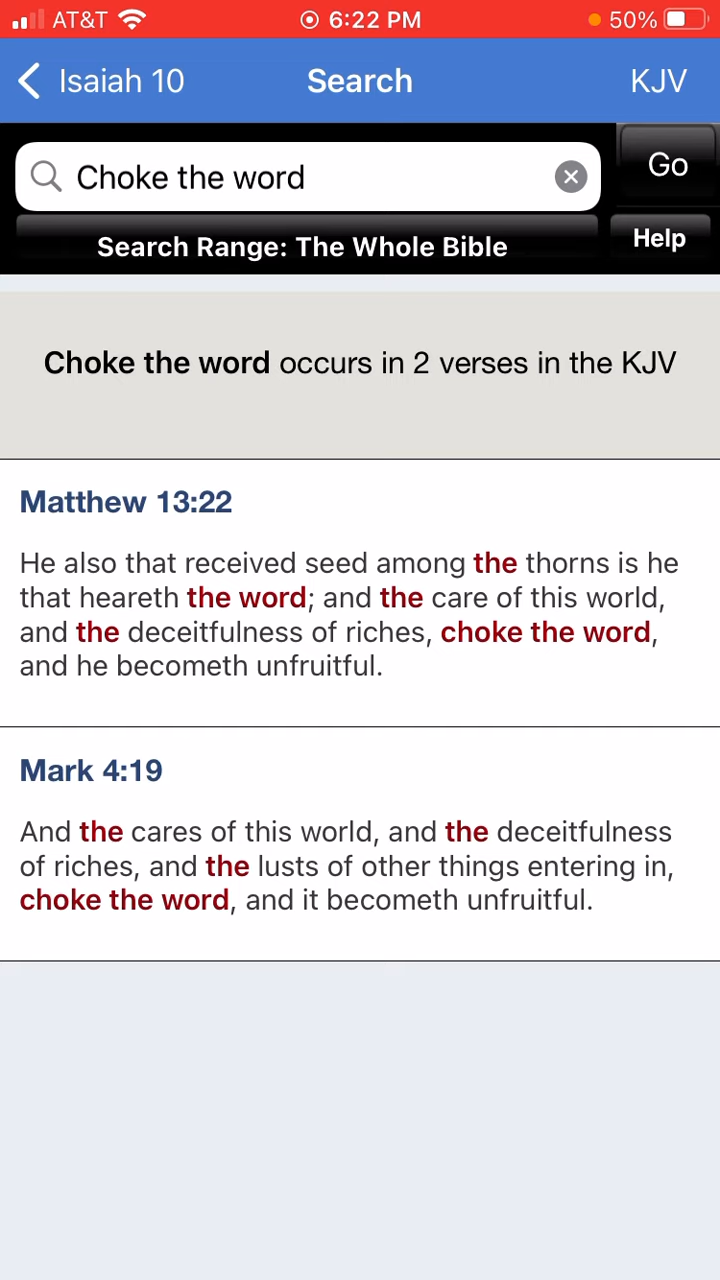 AT&T 6:22 PM 50%
Isaiah 10 Search KJV
Choke the word Go
Search Range: The Whole Bible Help
Choke the word occurs in 2 verses in the KJV
Matthew 13:22
He also that received seed among the thorns is he
that heareth the word; and the care of this world,
and the deceitfulness of riches, choke the word,
and he becometh unfruitful.
Mark 4:19
And the cares of this world, and the deceitfulness
of riches, and the lusts of other things entering in,
choke the word, and it becometh unfruitful.